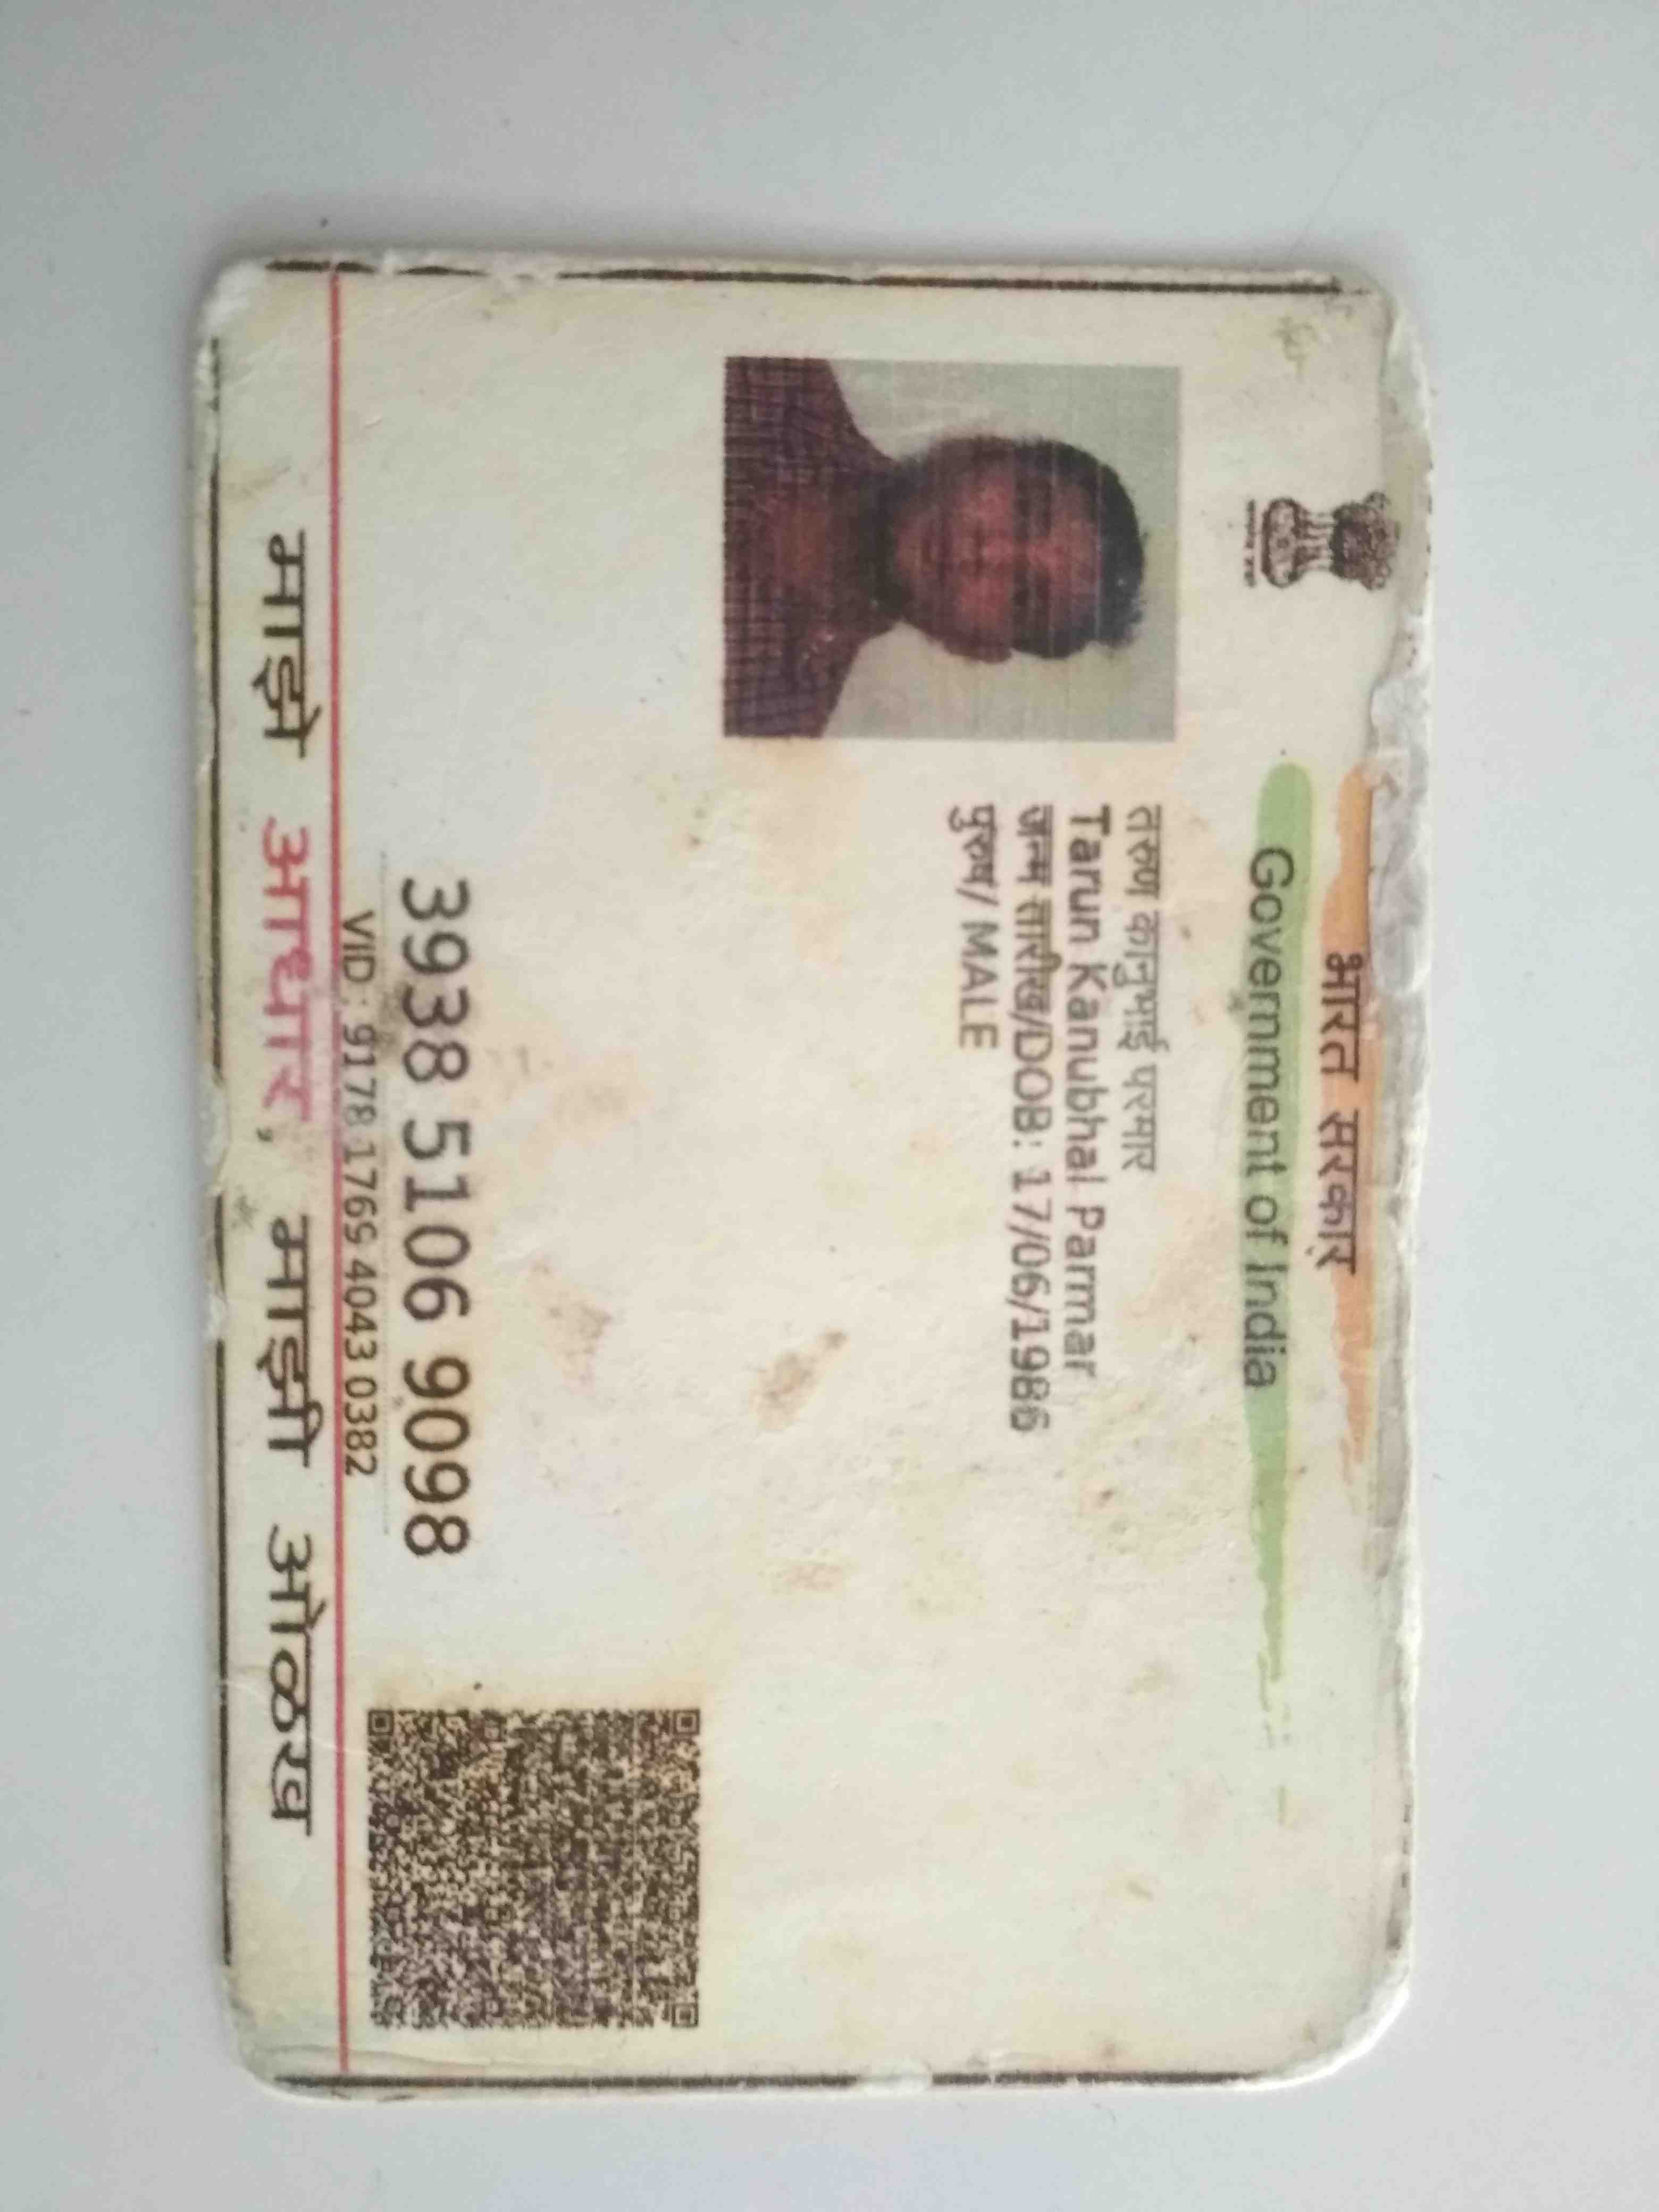 भारत सरकार
Government of India
तरुण कानुभाई परमार
Tarun Kanubhai Parmar
जन्म तारीख/DOB: 17/06/1986
पुरुष/ MALE
3938 5106 9098
VID : 9178 1769 4043 0382
माझे आधार, माझी ओळख